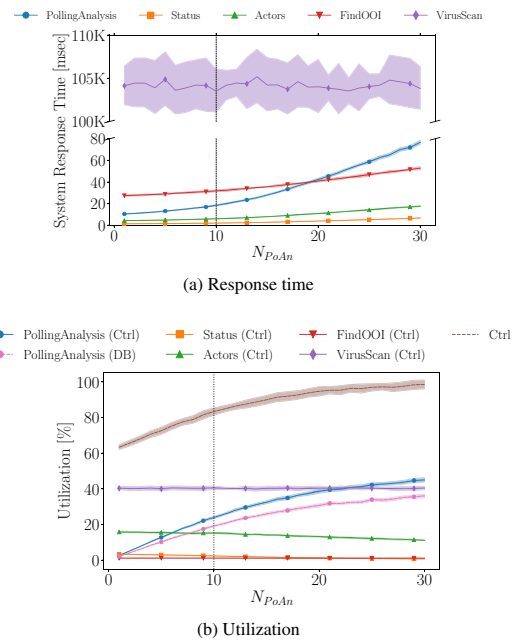 PollingAnalysis Status Actors FindOOI VirusScan
110K
105K
100K
80
60
40
20
0
System Response Time [msec]
0 10 20 30
N_PoAn
(a) Response time
PollingAnalysis (Ctrl) Status (Ctrl) FindOOI (Ctrl) Ctrl
PollingAnalysis (DB) Actors (Ctrl) VirusScan (Ctrl)
100
80
60
40
20
0
Utilization [%]
0 10 20 30
N_PoAn
(b) Utilization